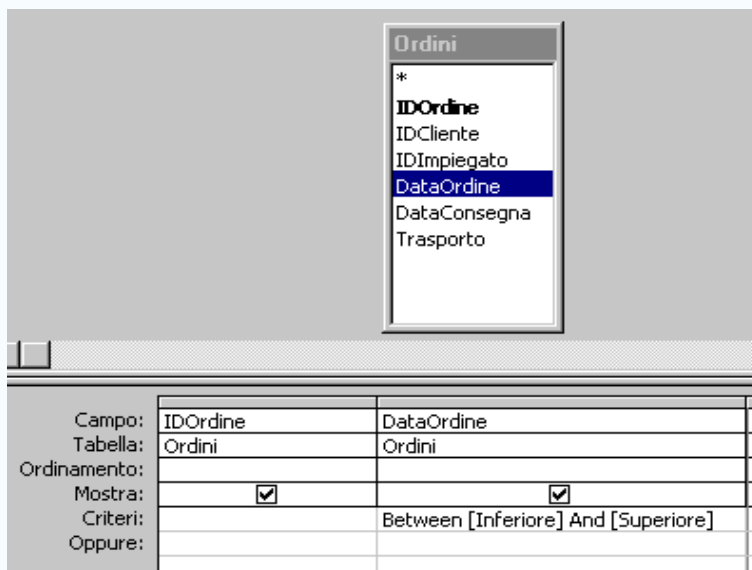 Ordini
*
IDOrdine
IDCliente
IDImpiegato
DataOrdine
DataConsegna
Trasporto
Campo: IDOrdine DataOrdine
Tabella: Ordini Ordini
Ordinamento:
Mostra:
Criteri: Between [Inferiore] And [Superiore]
Oppure: